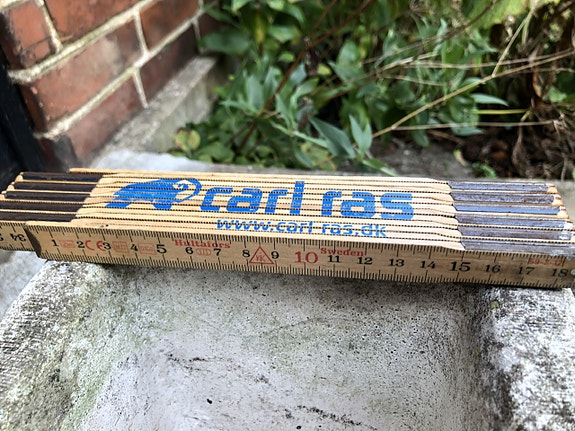 carl ras
www.carl-ras.dk
Hultafors Sweden
1 2 3 4 5 6 7 8 9 10 11 12 13 14 15 16 17 18